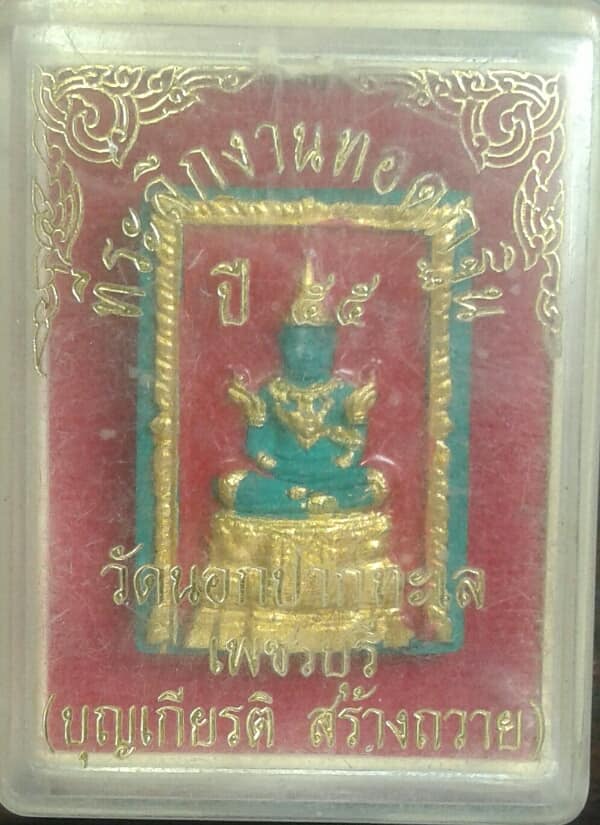 ที่ระลึกงานทอดกฐิน
ปี ๕๕
วัดนอกปากทะเล
เพชรบุรี
(บุญเกียรติ สร้างถวาย)